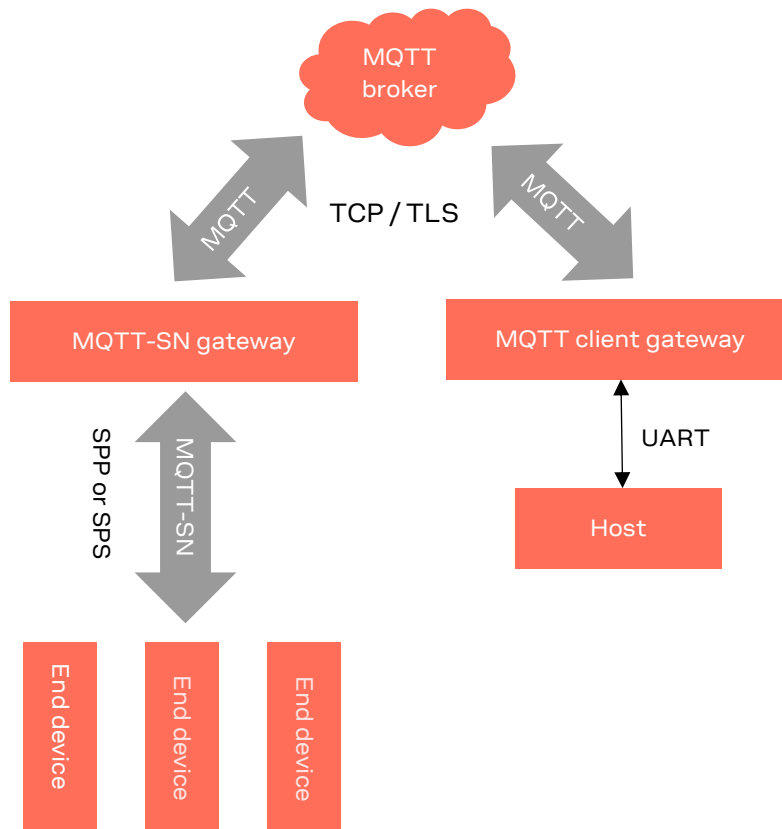 MQTT
broker
MQTT
TCP / TLS
MQTT
MQTT-SN gateway
MQTT client gateway
SPP or SPS
MQTT-SN
UART
Host
End device
End device
End device